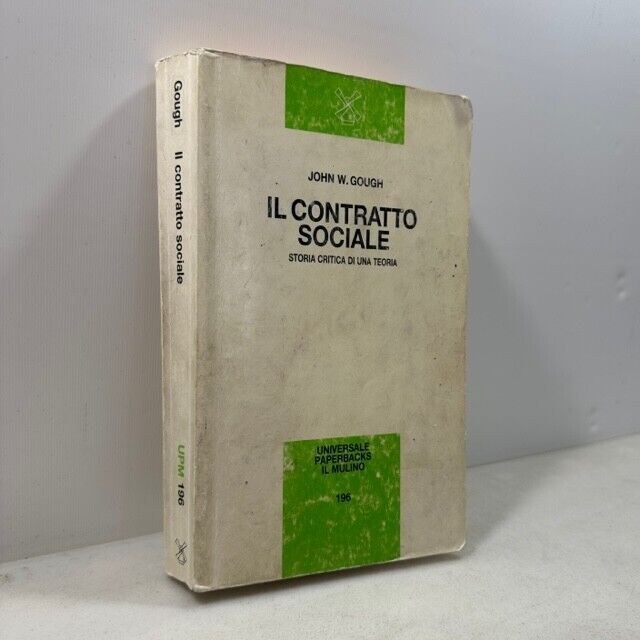 JOHN W. GOUGH
IL CONTRATTO
SOCIALE
STORIA CRITICA DI UNA TEORIA
UNIVERSALE
PAPERBACKS
IL MULINO
196
Gough Il contratto sociale
UPM 196